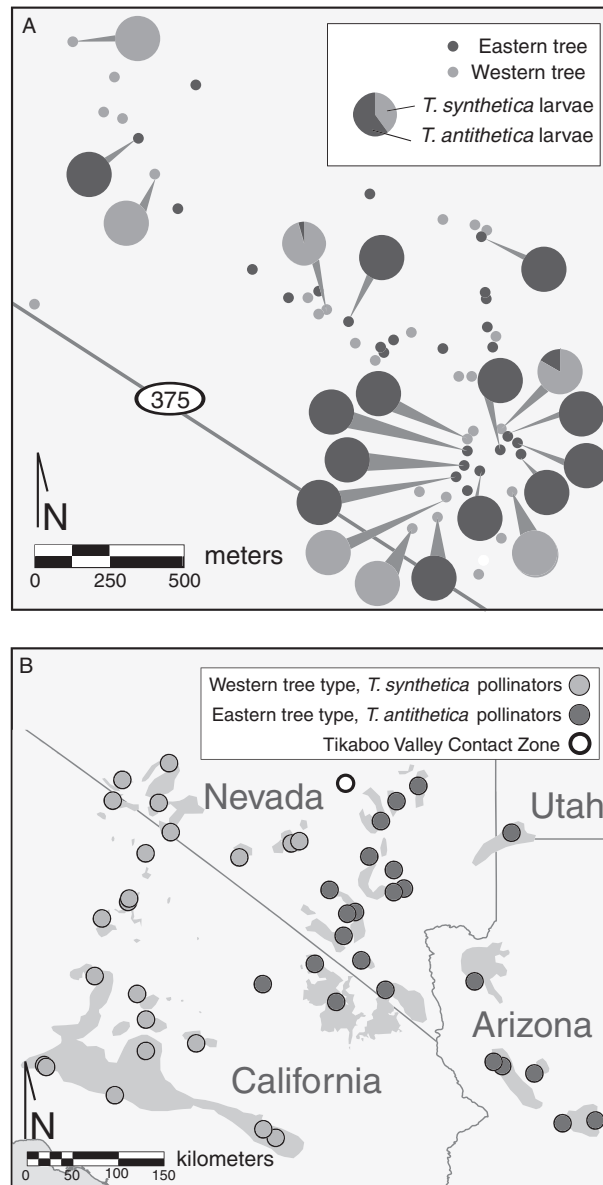 A
Eastern tree
Western tree
T. synthetica larvae
T. antithetica larvae
375
N
meters
0 250 500
B
Western tree type, T. synthetica pollinators
Eastern tree type, T. antithetica pollinators
Tikaboo Valley Contact Zone
Nevada
Utah
Arizona
California
N
kilometers
0 50 100 150